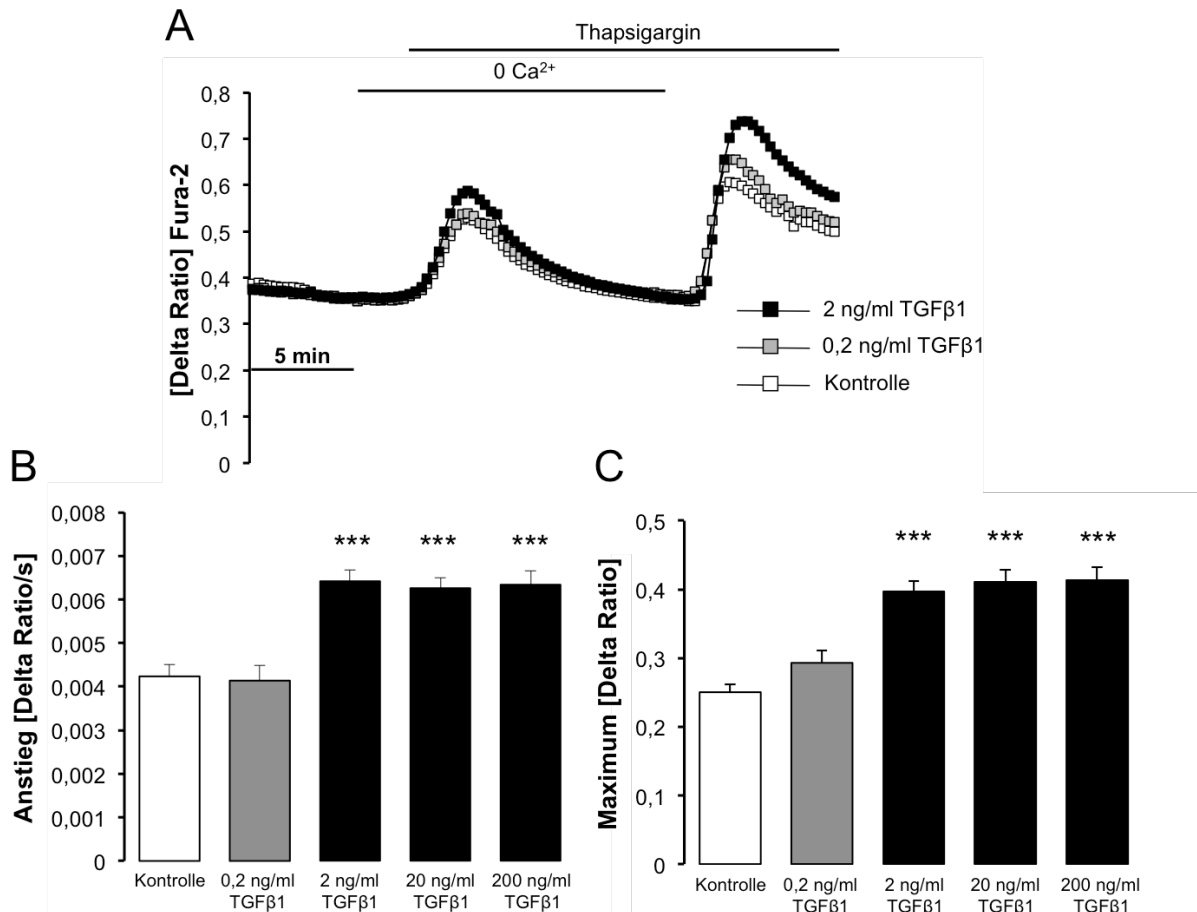 A
Thapsigargin
0 Ca²⁺
[Delta Ratio] Fura-2
0,8
0,7
0,6
0,5
0,4
0,3
0,2
0,1
0
5 min
2 ng/ml TGFβ1
0,2 ng/ml TGFβ1
Kontrolle
B
Anstieg [Delta Ratio/s]
0,008
0,007
0,006
0,005
0,004
0,003
0,002
0,001
0
***
***
***
Kontrolle
0,2 ng/ml
TGFβ1
2 ng/ml
TGFβ1
20 ng/ml
TGFβ1
200 ng/ml
TGFβ1
C
Maximum [Delta Ratio]
0,5
0,4
0,3
0,2
0,1
0
***
***
***
Kontrolle
0,2 ng/ml
TGFβ1
2 ng/ml
TGFβ1
20 ng/ml
TGFβ1
200 ng/ml
TGFβ1